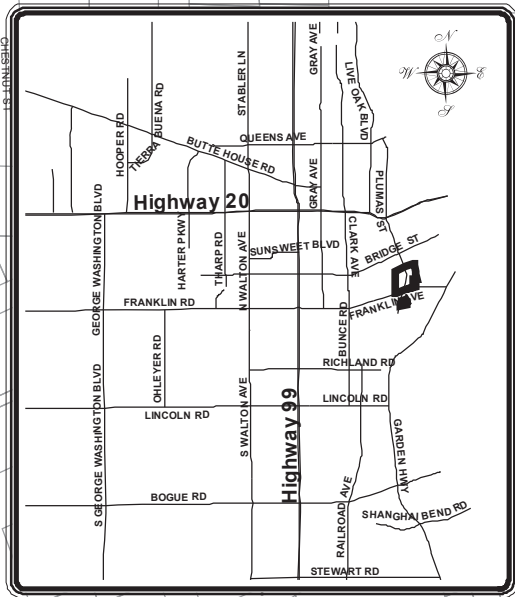 CHESTNUT ST
N
W
E
S
GRAY AVE
LIVE OAK BLVD
STABLER LN
HOOPER RD
TIERRA BUENA RD
QUEENS AVE
BUTTE HOUSE RD
GRAY AVE
PLUMAS ST
Highway 20
GEORGE WASHINGTON BLVD
HARTER PKWY
THARP RD
N WALTON AVE
SUNSWEET BLVD
CLARK AVE
BRIDGE ST
FRANKLIN RD
FRANKLIN AVE
BUNCE RD
OHLEYER RD
RICHLAND RD
S WALTON AVE
LINCOLN RD
LINCOLN RD
Highway 99
S GEORGE WASHINGTON BLVD
GARDEN HWY
BOGUE RD
RAILROAD AVE
SHANGHAI BEND RD
STEWART RD